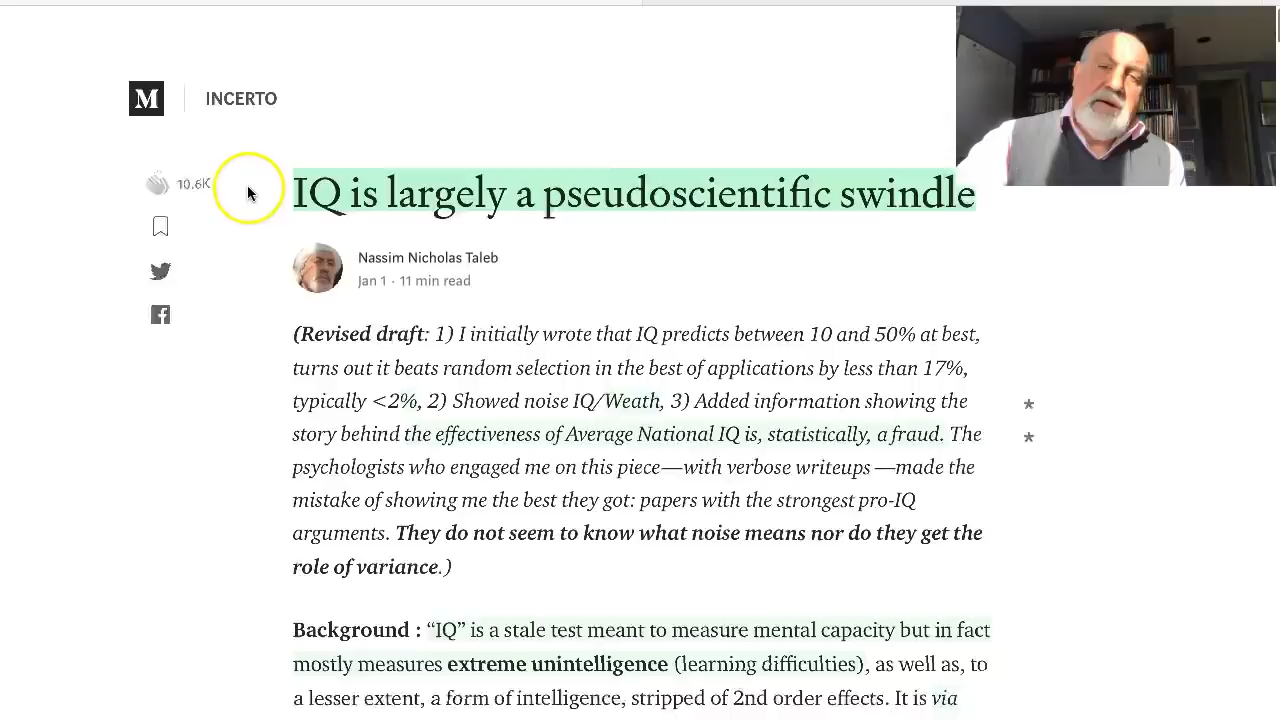 M
INCERTO
10.6K
IQ is largely a pseudoscientific swindle
Nassim Nicholas Taleb
Jan 1 · 11 min read
(Revised draft: 1) I initially wrote that IQ predicts between 10 and 50% at best,
turns out it beats random selection in the best of applications by less than 17%,
typically <2%, 2) Showed noise IQ/Weath, 3) Added information showing the
story behind the effectiveness of Average National IQ is, statistically, a fraud. The
psychologists who engaged me on this piece—with verbose writeups —made the
mistake of showing me the best they got: papers with the strongest pro-IQ
arguments. They do not seem to know what noise means nor do they get the
role of variance.)
Background : “IQ” is a stale test meant to measure mental capacity but in fact
mostly measures extreme unintelligence (learning difficulties), as well as, to
a lesser extent, a form of intelligence, stripped of 2nd order effects. It is via